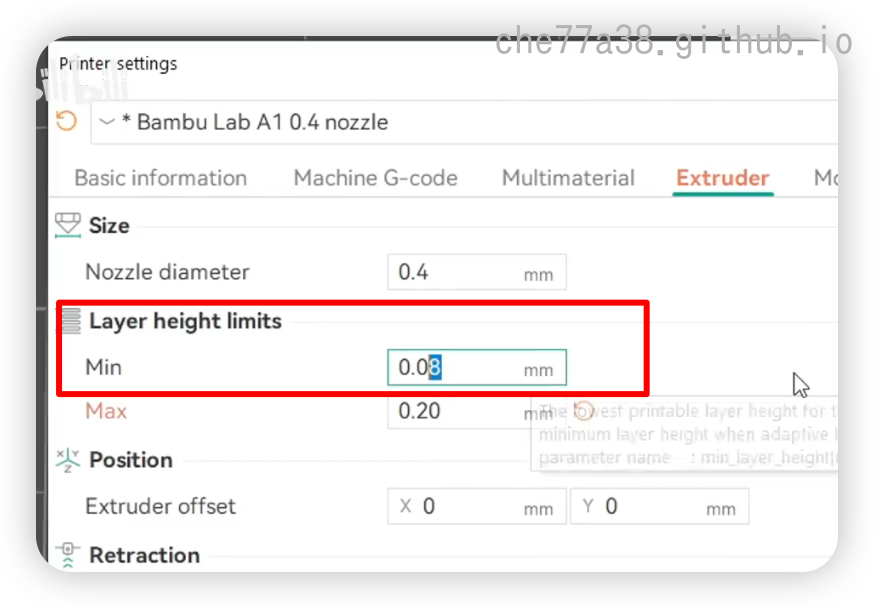 che77a38.github.io
Printer settings
* Bambu Lab A1 0.4 nozzle
Basic information Machine G-code Multimaterial Extruder
Size
Nozzle diameter 0.4 mm
Layer height limits
Min 0.08 mm
Max 0.20 mm
The lowest printable layer height for
minimum layer height when adaptive
parameter name : min_layer_height
Position
Extruder offset X 0 mm Y 0 mm
Retraction